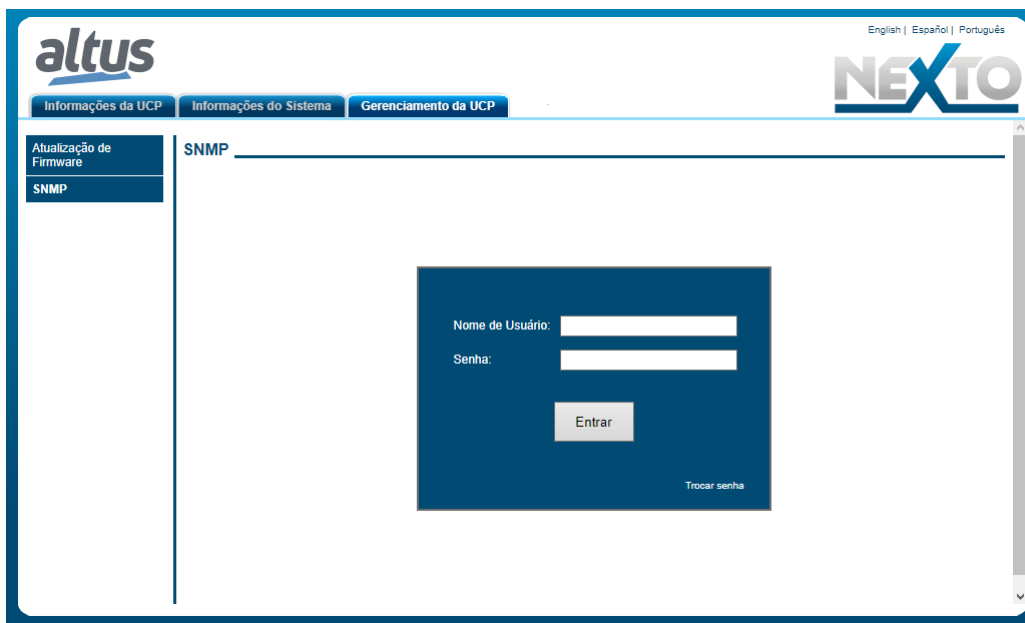 altus
English | Español | Português
NEXTO
Informações da UCP Informações do Sistema Gerenciamento da UCP
Atualização de
Firmware
SNMP
SNMP
Nome de Usuário:
Senha:
Entrar
Trocar senha